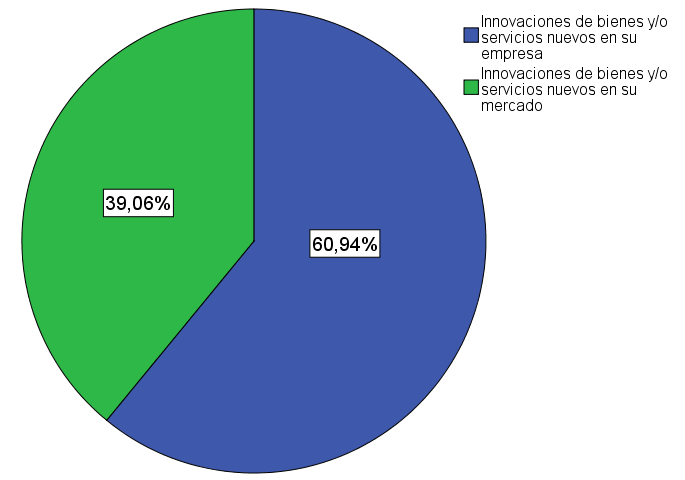 Innovaciones de bienes y/o
servicios nuevos en su
empresa
Innovaciones de bienes y/o
servicios nuevos en su
mercado
39,06%
60,94%